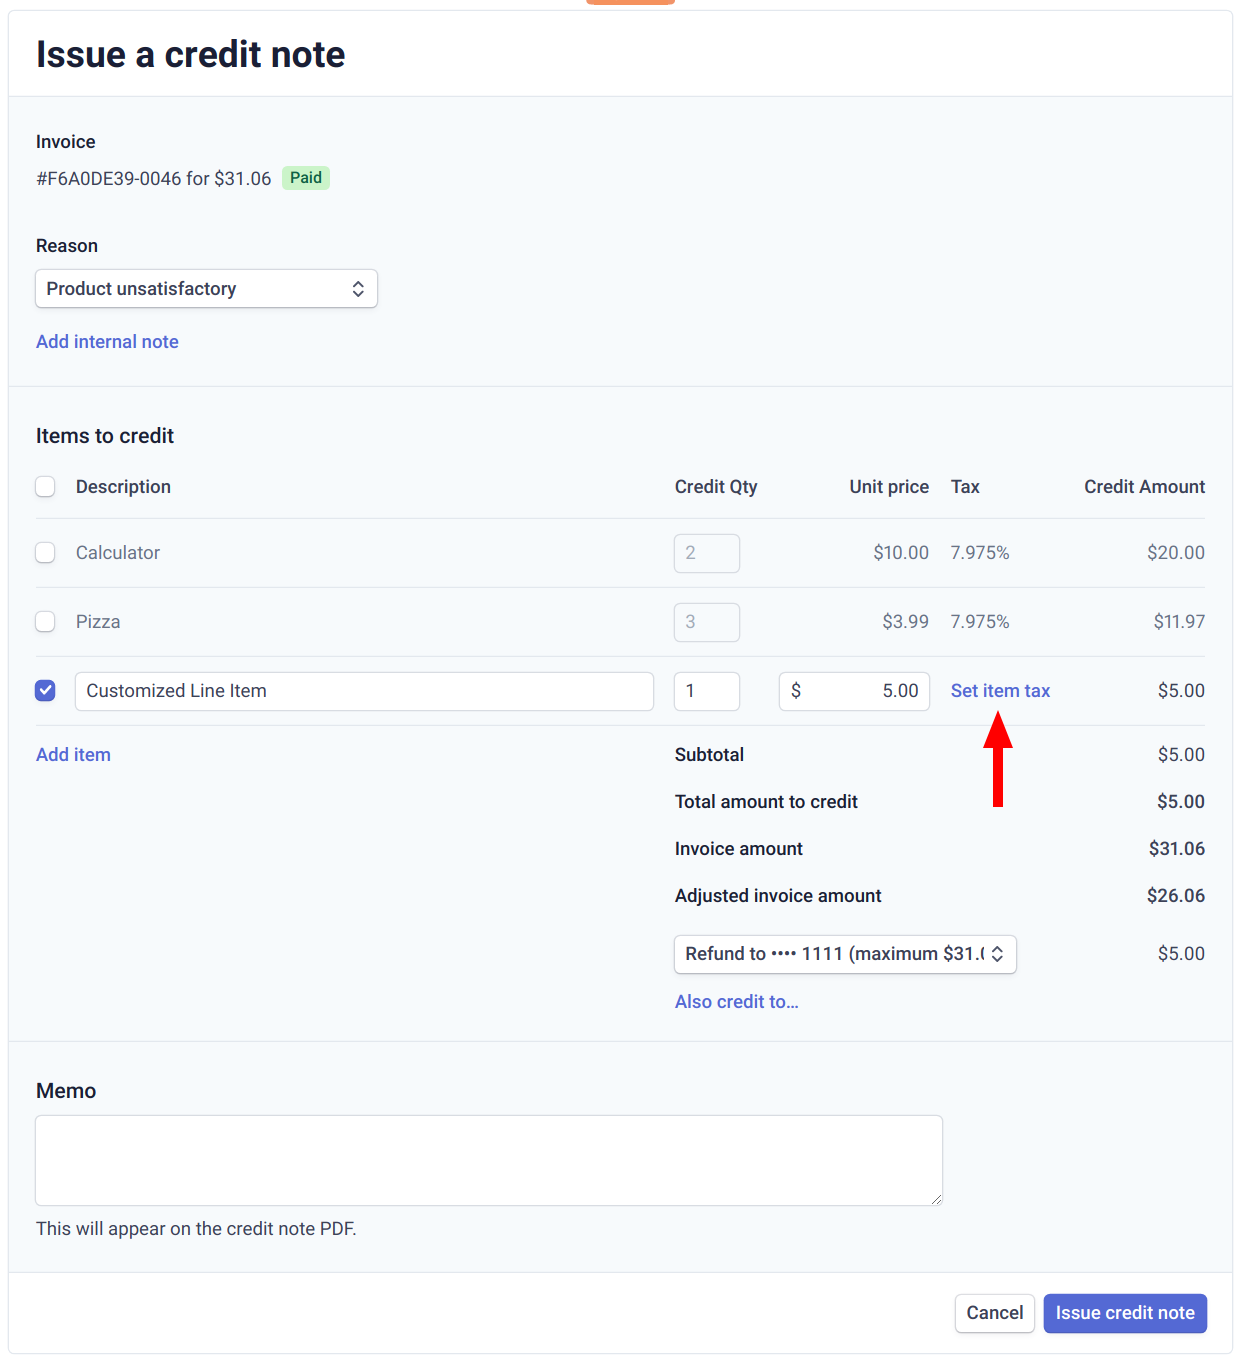 Issue a credit note
Invoice
#F6A0DE39-0046 for $31.06 Paid
Reason
Product unsatisfactory
Add internal note
Items to credit
Description Credit Qty Unit price Tax Credit Amount
Calculator 2 $10.00 7.975% $20.00
Pizza 3 $3.99 7.975% $11.97
Customized Line Item 1 $ 5.00 Set item tax $5.00
Add item Subtotal $5.00
Total amount to credit $5.00
Invoice amount $31.06
Adjusted invoice amount $26.06
Refund to •••• 1111 (maximum $31.0 $5.00
Also credit to...
Memo
This will appear on the credit note PDF.
Cancel Issue credit note